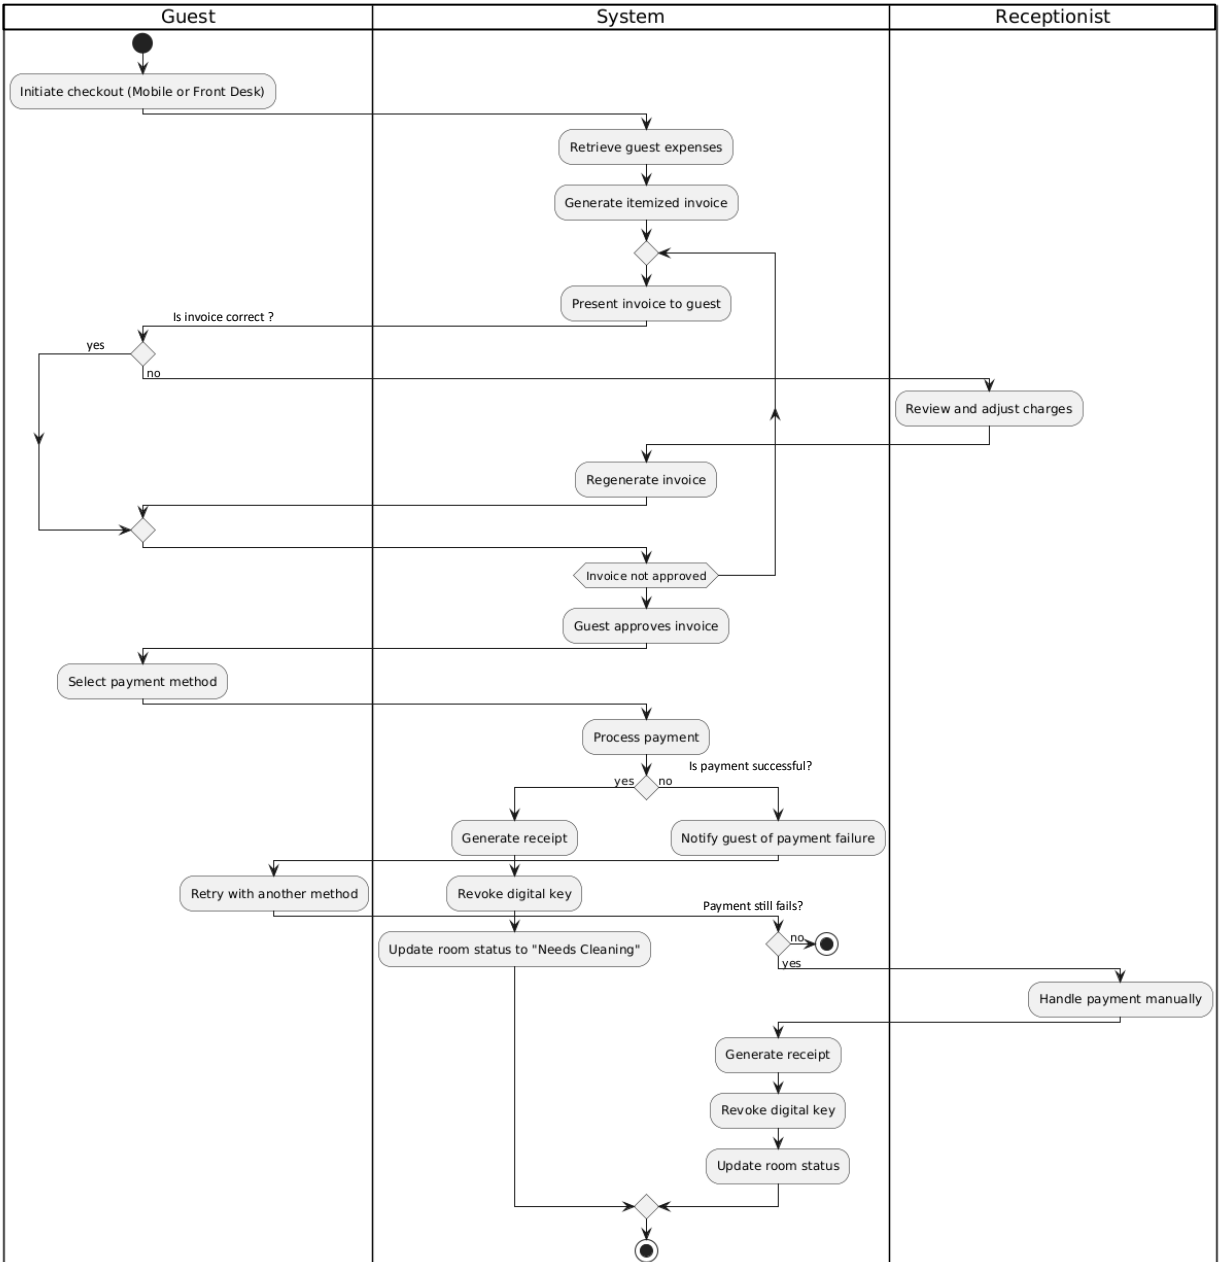 Guest
System
Receptionist
Initiate checkout (Mobile or Front Desk)
Retrieve guest expenses
Generate itemized invoice
Present invoice to guest
Is invoice correct ?
yes
no
Review and adjust charges
Regenerate invoice
Invoice not approved
Guest approves invoice
Select payment method
Process payment
Is payment successful?
yes
no
Generate receipt
Notify guest of payment failure
Retry with another method
Revoke digital key
Payment still fails?
Update room status to "Needs Cleaning"
no
yes
Handle payment manually
Generate receipt
Revoke digital key
Update room status